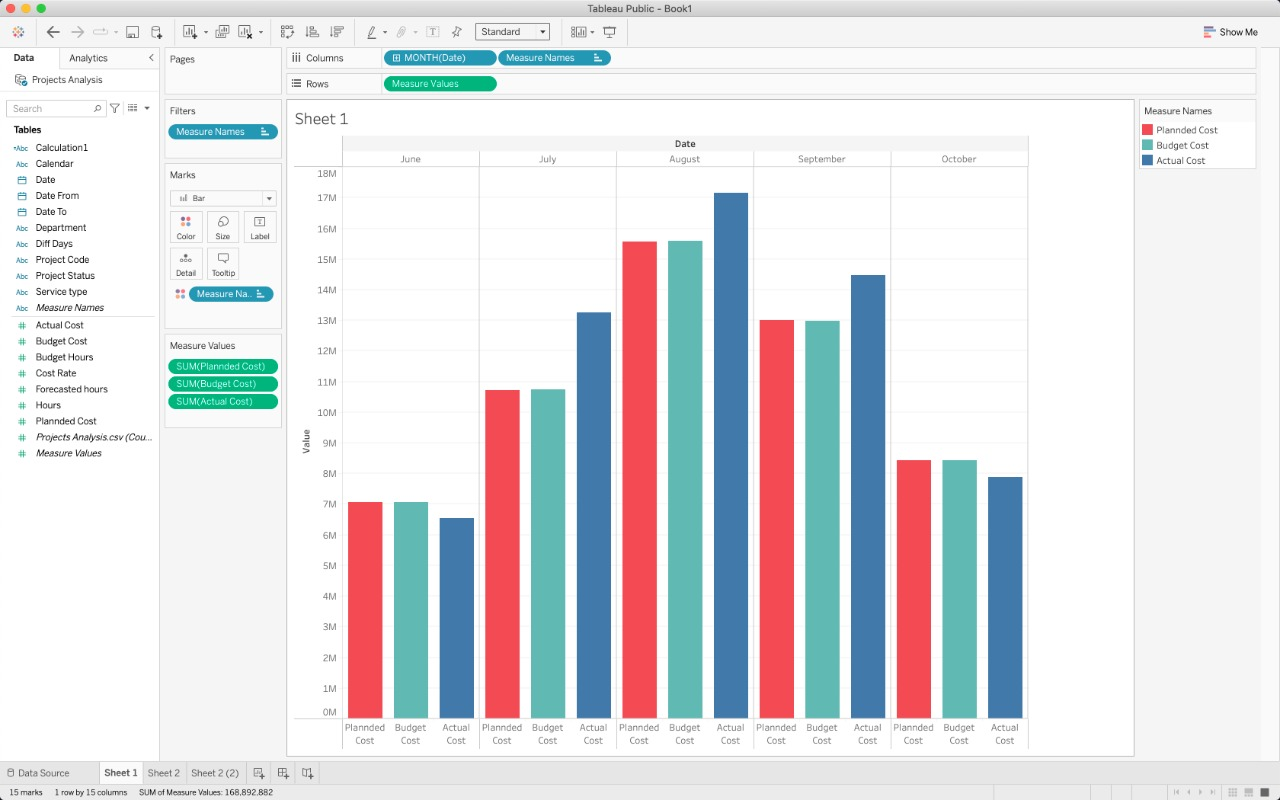 Tableau Public - Book1
Standard
Show Me
Data
Analytics
Projects Analysis
Search
Tables
Abc Calculation1
Abc Calendar
Date
Date From
Date To
Abc Department
Abc Diff Days
Abc Project Code
Abc Project Status
Abc Service type
Abc Measure Names
# Actual Cost
# Budget Cost
# Budget Hours
# Cost Rate
# Forecasted hours
# Hours
# Plannded Cost
# Projects Analysis.csv (Cou...
# Measure Values
Pages
Filters
Measure Names
Marks
Bar
Color Size Label
Detail Tooltip
Measure Na..
Measure Values
SUM(Plannded Cost)
SUM(Budget Cost)
SUM(Actual Cost)
Columns MONTH(Date) Measure Names
Rows Measure Values
Sheet 1
Date
June July August September October
18M
17M
16M
15M
14M
13M
12M
11M
10M
9M
8M
7M
6M
5M
4M
3M
2M
1M
0M
Value
Plannded Budget Actual Plannded Budget Actual Plannded Budget Actual Plannded Budget Actual Plannded Budget Actual
Cost Cost Cost Cost Cost Cost Cost Cost Cost Cost Cost Cost Cost Cost Cost
Measure Names
Plannded Cost
Budget Cost
Actual Cost
Data Source Sheet 1 Sheet 2 Sheet 2 (2)
15 marks 1 row by 15 columns SUM of Measure Values: 168,892,882